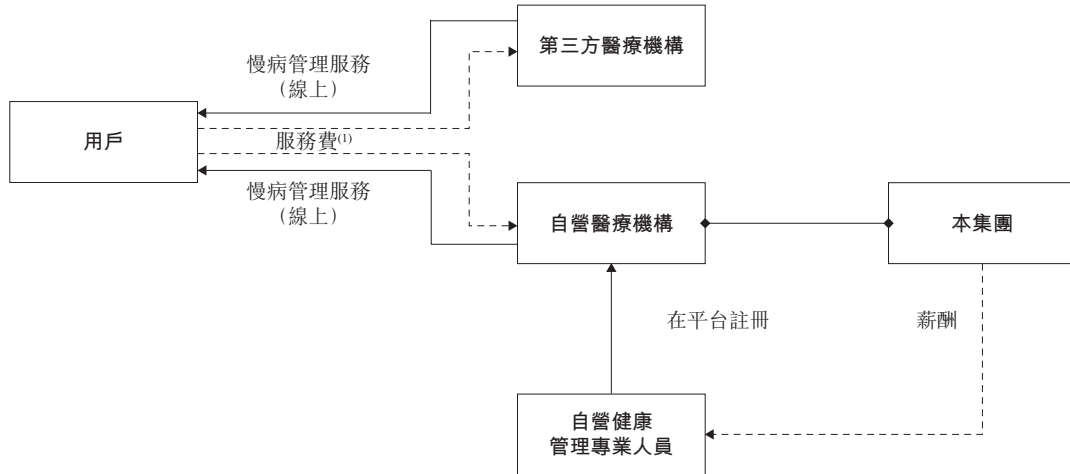 第三方醫療機構
慢病管理服務
（線上）
用戶
服務費(1)
慢病管理服務
（線上）
自營醫療機構
本集團
在平台註冊
薪酬
自營健康
管理專業人員